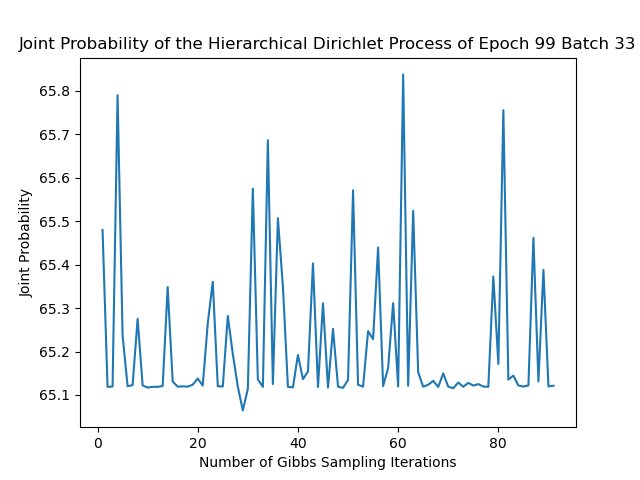 Joint Probability of the Hierarchical Dirichlet Process of Epoch 99 Batch 33
65.8
65.7
65.6
65.5
65.4
65.3
65.2
65.1
Joint Probability
0 20 40 60 80
Number of Gibbs Sampling Iterations